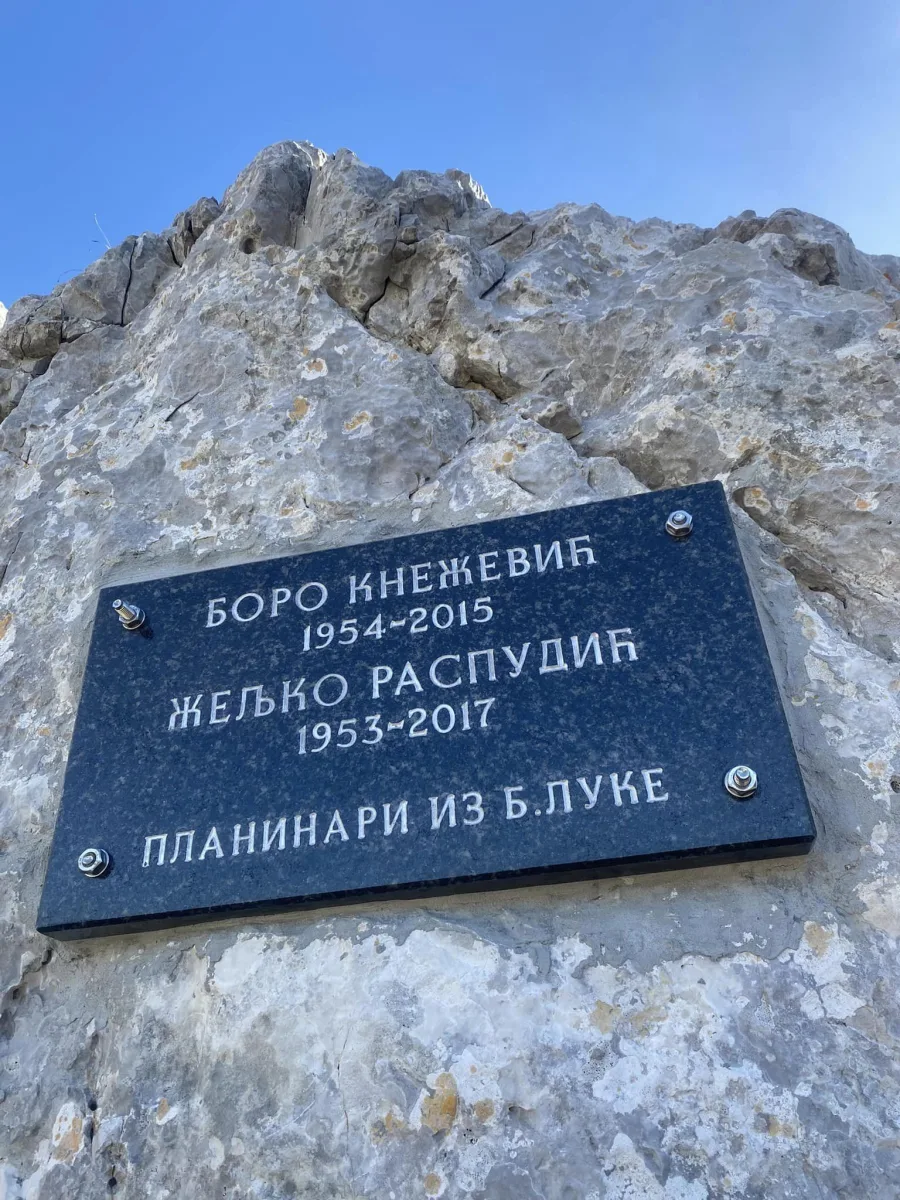 БОРО КНЕЖЕВИЋ
1954-2015
ЖЕЉКО РАСПУДИЋ
1953-2017
ПЛАНИНАРИ ИЗ Б.ЛУКЕ